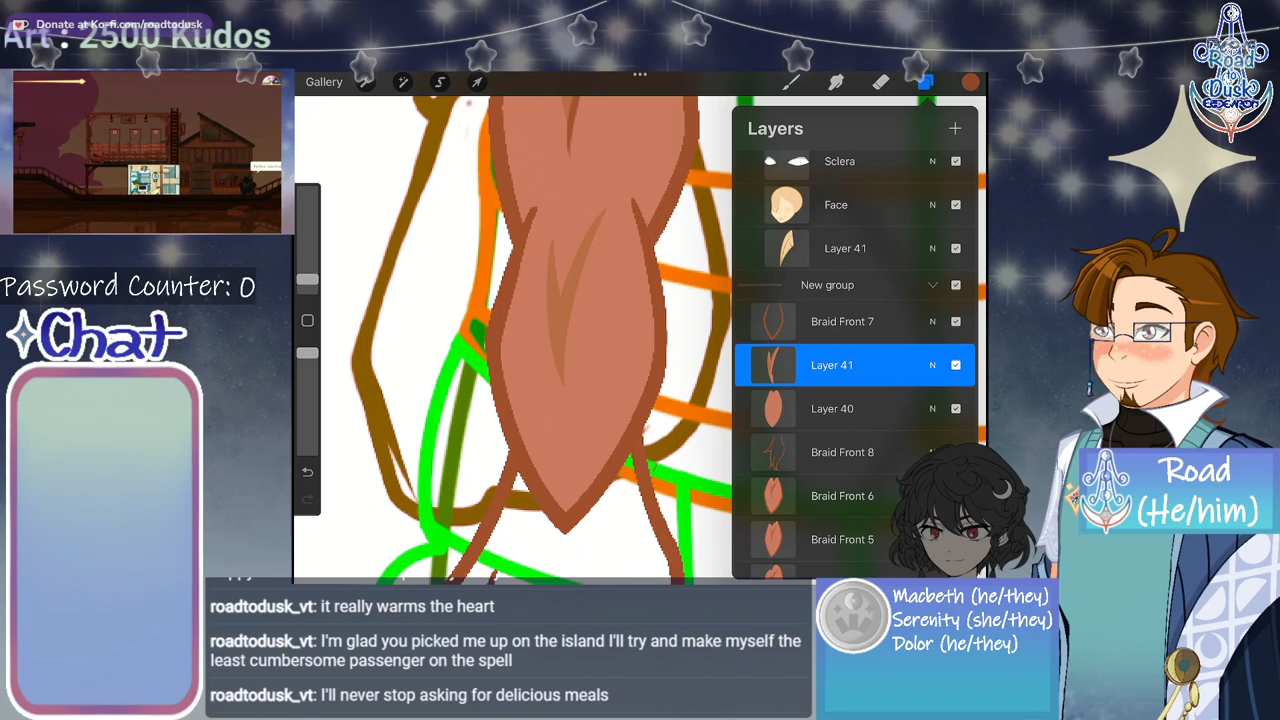 Donate at Ko-fi.com/roadtodusk
Art : 2500 Kudos
Gallery
Layers
Sclera N
Face N
Layer 41 N
New group
Braid Front 7 N
Layer 41 N
Layer 40 N
Braid Front 8
Braid Front 6
Braid Front 5
Password Counter: 0
Chat
Road
to
Dusk
Road
(He/him)
Macbeth (he/they)
Serenity (she/they)
Dolor (he/they)
roadtodusk_vt: it really warms the heart
roadtodusk_vt: I'm glad you picked me up on the island I'll try and make myself the
least cumbersome passenger on the spell
roadtodusk_vt: I'll never stop asking for delicious meals